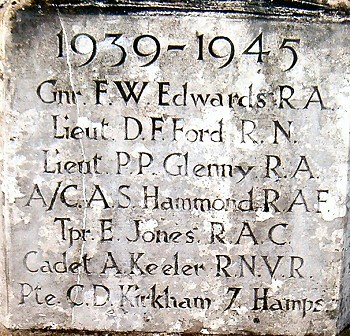 1939-1945
Gnr. F.W. Edwards R.A.
Lieut. D.F. Ford R.N.
Lieut. P.P. Glenny R.A.
A/C.A.S. Hammond R.A.F.
Tpr. E. Jones R.A.C.
Cadet A. Keeler R.N.V.R.
Pte. C.D. Kirkham 7. Hamps.